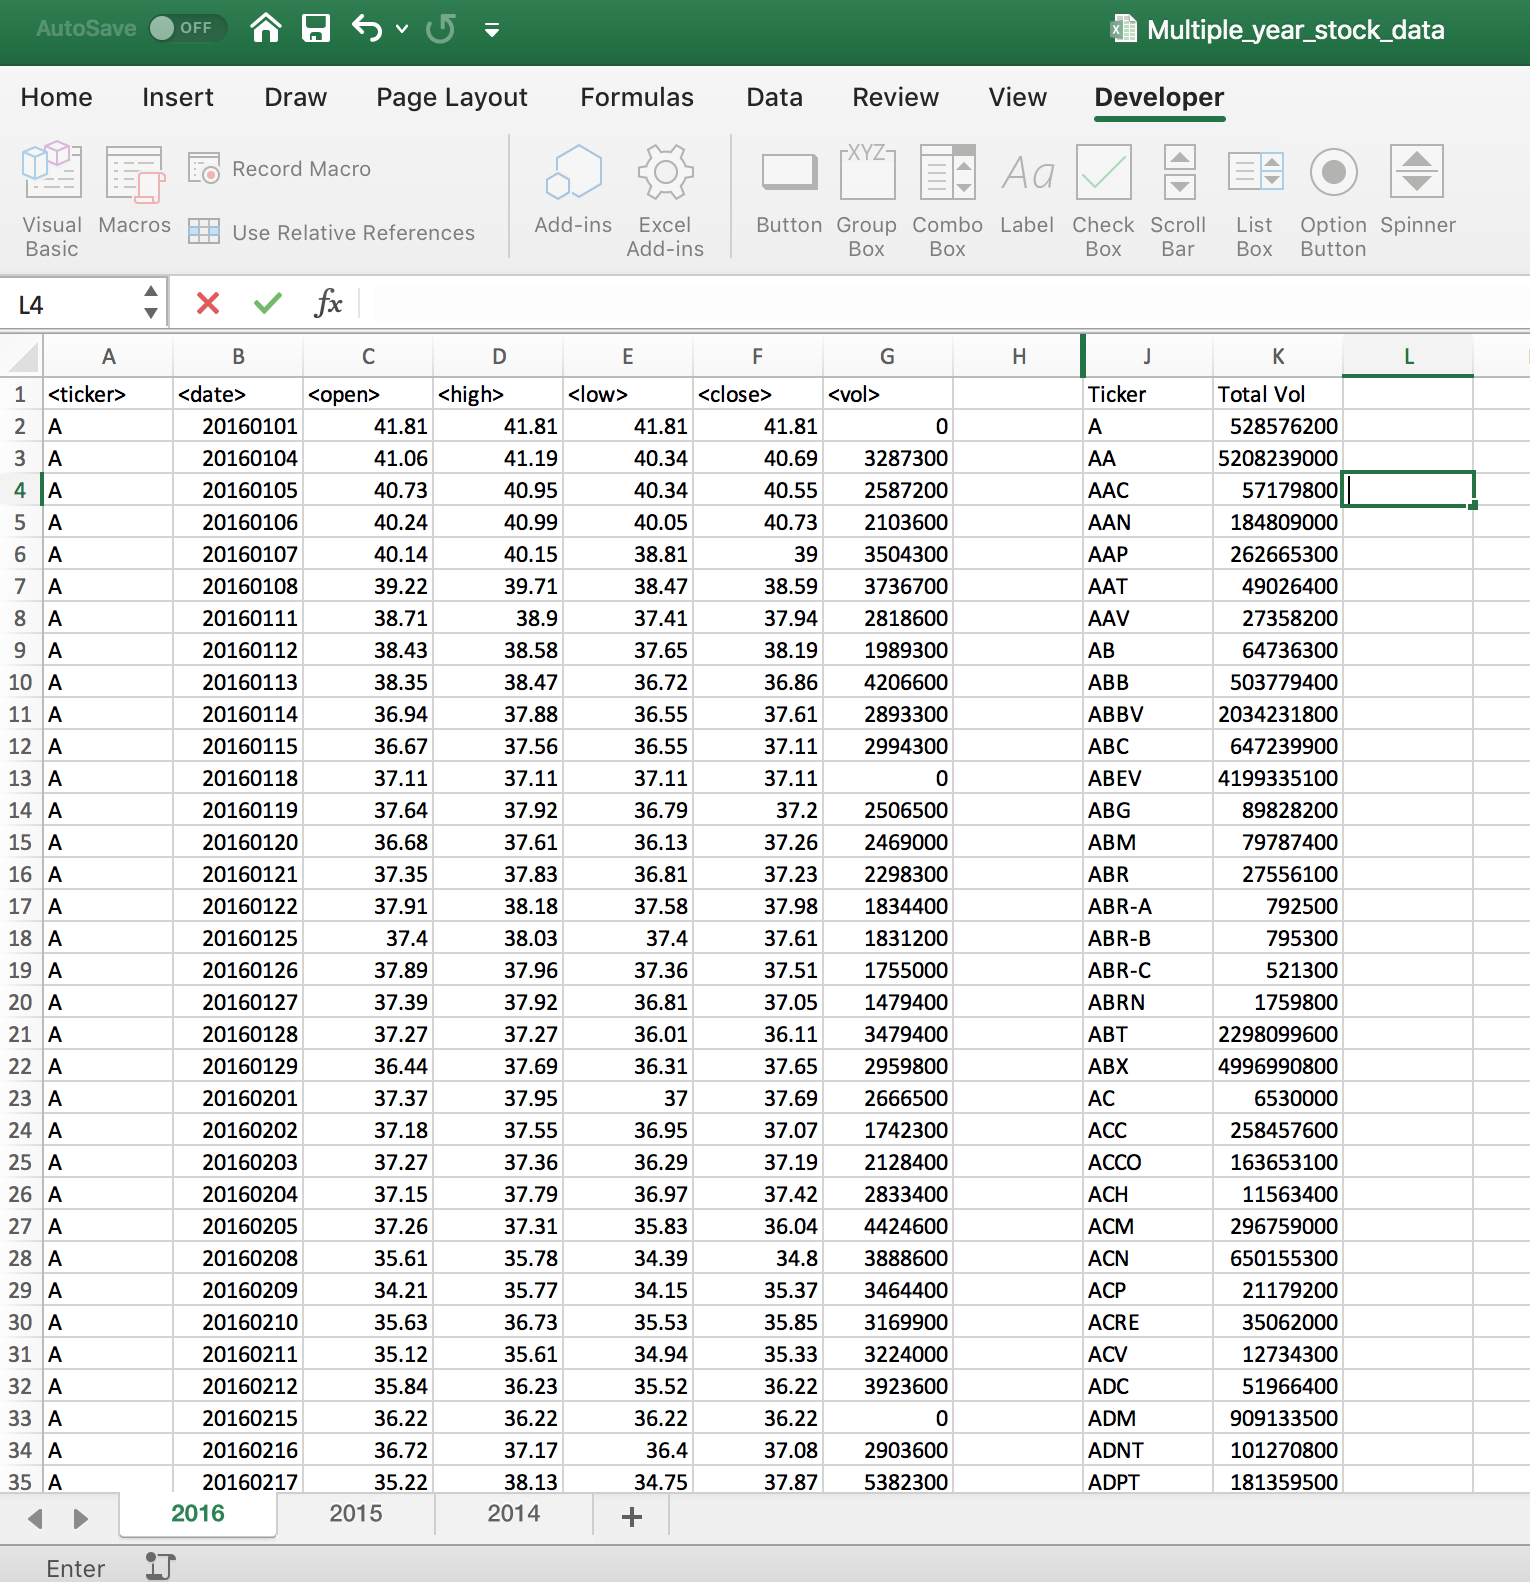 AutoSave OFF Multiple_year_stock_data
Home Insert Draw Page Layout Formulas Data Review View Developer
Visual Basic Macros Record Macro Use Relative References Add-ins Excel Add-ins Button XYZ Group Box Combo Box Aa Label Check Box Scroll Bar List Box Option Button Spinner
L4 fx
A B C D E F G H J K L
1 <ticker> <date> <open> <high> <low> <close> <vol> Ticker Total Vol
2 A 20160101 41.81 41.81 41.81 41.81 0 A 528576200
3 A 20160104 41.06 41.19 40.34 40.69 3287300 AA 5208239000
4 A 20160105 40.73 40.95 40.34 40.55 2587200 AAC 57179800
5 A 20160106 40.24 40.99 40.05 40.73 2103600 AAN 184809000
6 A 20160107 40.14 40.15 38.81 39 3504300 AAP 262665300
7 A 20160108 39.22 39.71 38.47 38.59 3736700 AAT 49026400
8 A 20160111 38.71 38.9 37.41 37.94 2818600 AAV 27358200
9 A 20160112 38.43 38.58 37.65 38.19 1989300 AB 64736300
10 A 20160113 38.35 38.47 36.72 36.86 4206600 ABB 503779400
11 A 20160114 36.94 37.88 36.55 37.61 2893300 ABBV 2034231800
12 A 20160115 36.67 37.56 36.55 37.11 2994300 ABC 647239900
13 A 20160118 37.11 37.11 37.11 37.11 0 ABEV 4199335100
14 A 20160119 37.64 37.92 36.79 37.2 2506500 ABG 89828200
15 A 20160120 36.68 37.61 36.13 37.26 2469000 ABM 79787400
16 A 20160121 37.35 37.83 36.81 37.23 2298300 ABR 27556100
17 A 20160122 37.91 38.18 37.58 37.98 1834400 ABR-A 792500
18 A 20160125 37.4 38.03 37.4 37.61 1831200 ABR-B 795300
19 A 20160126 37.89 37.96 37.36 37.51 1755000 ABR-C 521300
20 A 20160127 37.39 37.92 36.81 37.05 1479400 ABRN 1759800
21 A 20160128 37.27 37.27 36.01 36.11 3479400 ABT 2298099600
22 A 20160129 36.44 37.69 36.31 37.65 2959800 ABX 4996990800
23 A 20160201 37.37 37.95 37 37.69 2666500 AC 6530000
24 A 20160202 37.18 37.55 36.95 37.07 1742300 ACC 258457600
25 A 20160203 37.27 37.36 36.29 37.19 2128400 ACCO 163653100
26 A 20160204 37.15 37.79 36.97 37.42 2833400 ACH 11563400
27 A 20160205 37.26 37.31 35.83 36.04 4424600 ACM 296759000
28 A 20160208 35.61 35.78 34.39 34.8 3888600 ACN 650155300
29 A 20160209 34.21 35.77 34.15 35.37 3464400 ACP 21179200
30 A 20160210 35.63 36.73 35.53 35.85 3169900 ACRE 35062000
31 A 20160211 35.12 35.61 34.94 35.33 3224000 ACV 12734300
32 A 20160212 35.84 36.23 35.52 36.22 3923600 ADC 51966400
33 A 20160215 36.22 36.22 36.22 36.22 0 ADM 909133500
34 A 20160216 36.72 37.17 36.4 37.08 2903600 ADNT 101270800
35 A 20160217 35.22 38.13 34.75 37.87 5382300 ADPT 181359500
2016 2015 2014 +
Enter